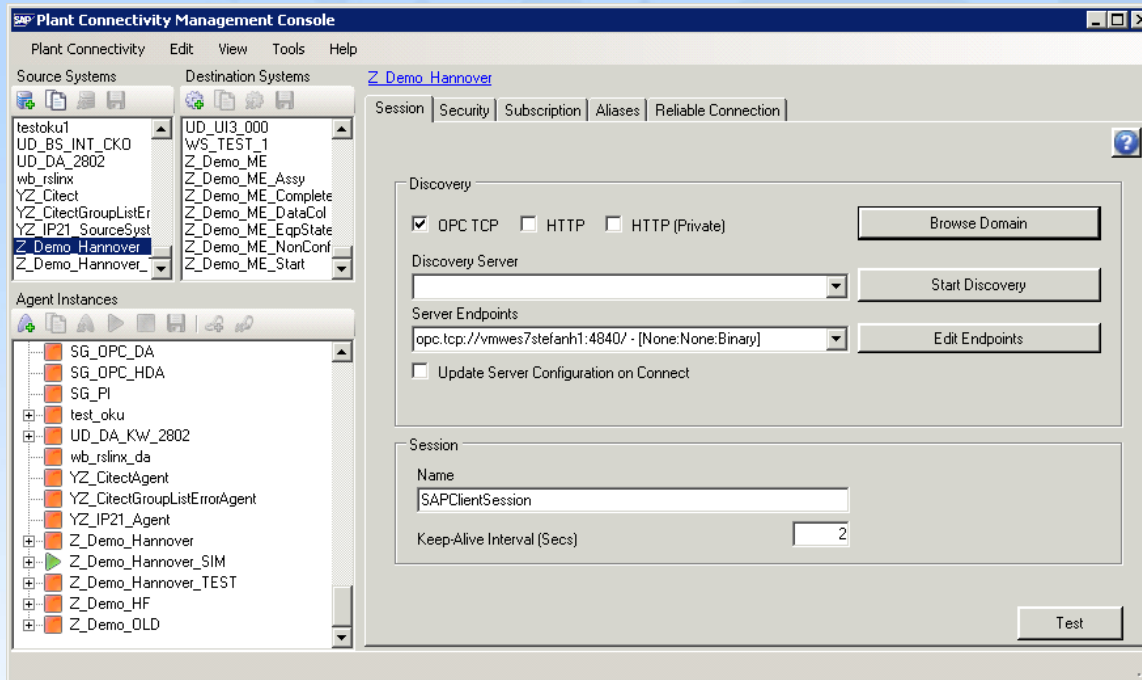 SAP Plant Connectivity Management Console
Plant Connectivity Edit View Tools Help
Source Systems
testoku1
UD_BS_INT_CKO
UD_DA_2802
wb_rslinx
YZ_Citect
YZ_CitectGroupListEr
YZ_IP21_SourceSyst
Z_Demo_Hannover
Z_Demo_Hannover_
Destination Systems
UD_UI3_000
WS_TEST_1
Z_Demo_ME
Z_Demo_ME_Assy
Z_Demo_ME_Complete
Z_Demo_ME_DataCol
Z_Demo_ME_EqpState
Z_Demo_ME_NonConf
Z_Demo_ME_Start
Agent Instances
SG_OPC_DA
SG_OPC_HDA
SG_PI
test_oku
UD_DA_KW_2802
wb_rslinx_da
YZ_CitectAgent
YZ_CitectGroupListErrorAgent
YZ_IP21_Agent
Z_Demo_Hannover
Z_Demo_Hannover_SIM
Z_Demo_Hannover_TEST
Z_Demo_HF
Z_Demo_OLD
Z_Demo_Hannover
Session Security Subscription Aliases Reliable Connection
?
Discovery
OPC TCP HTTP HTTP (Private) Browse Domain
Discovery Server
Start Discovery
Server Endpoints
opc.tcp://vmwes7stefanh1:4840/ - [None:None:Binary] Edit Endpoints
Update Server Configuration on Connect
Session
Name
SAPClientSession
Keep-Alive Interval (Secs) 2
Test